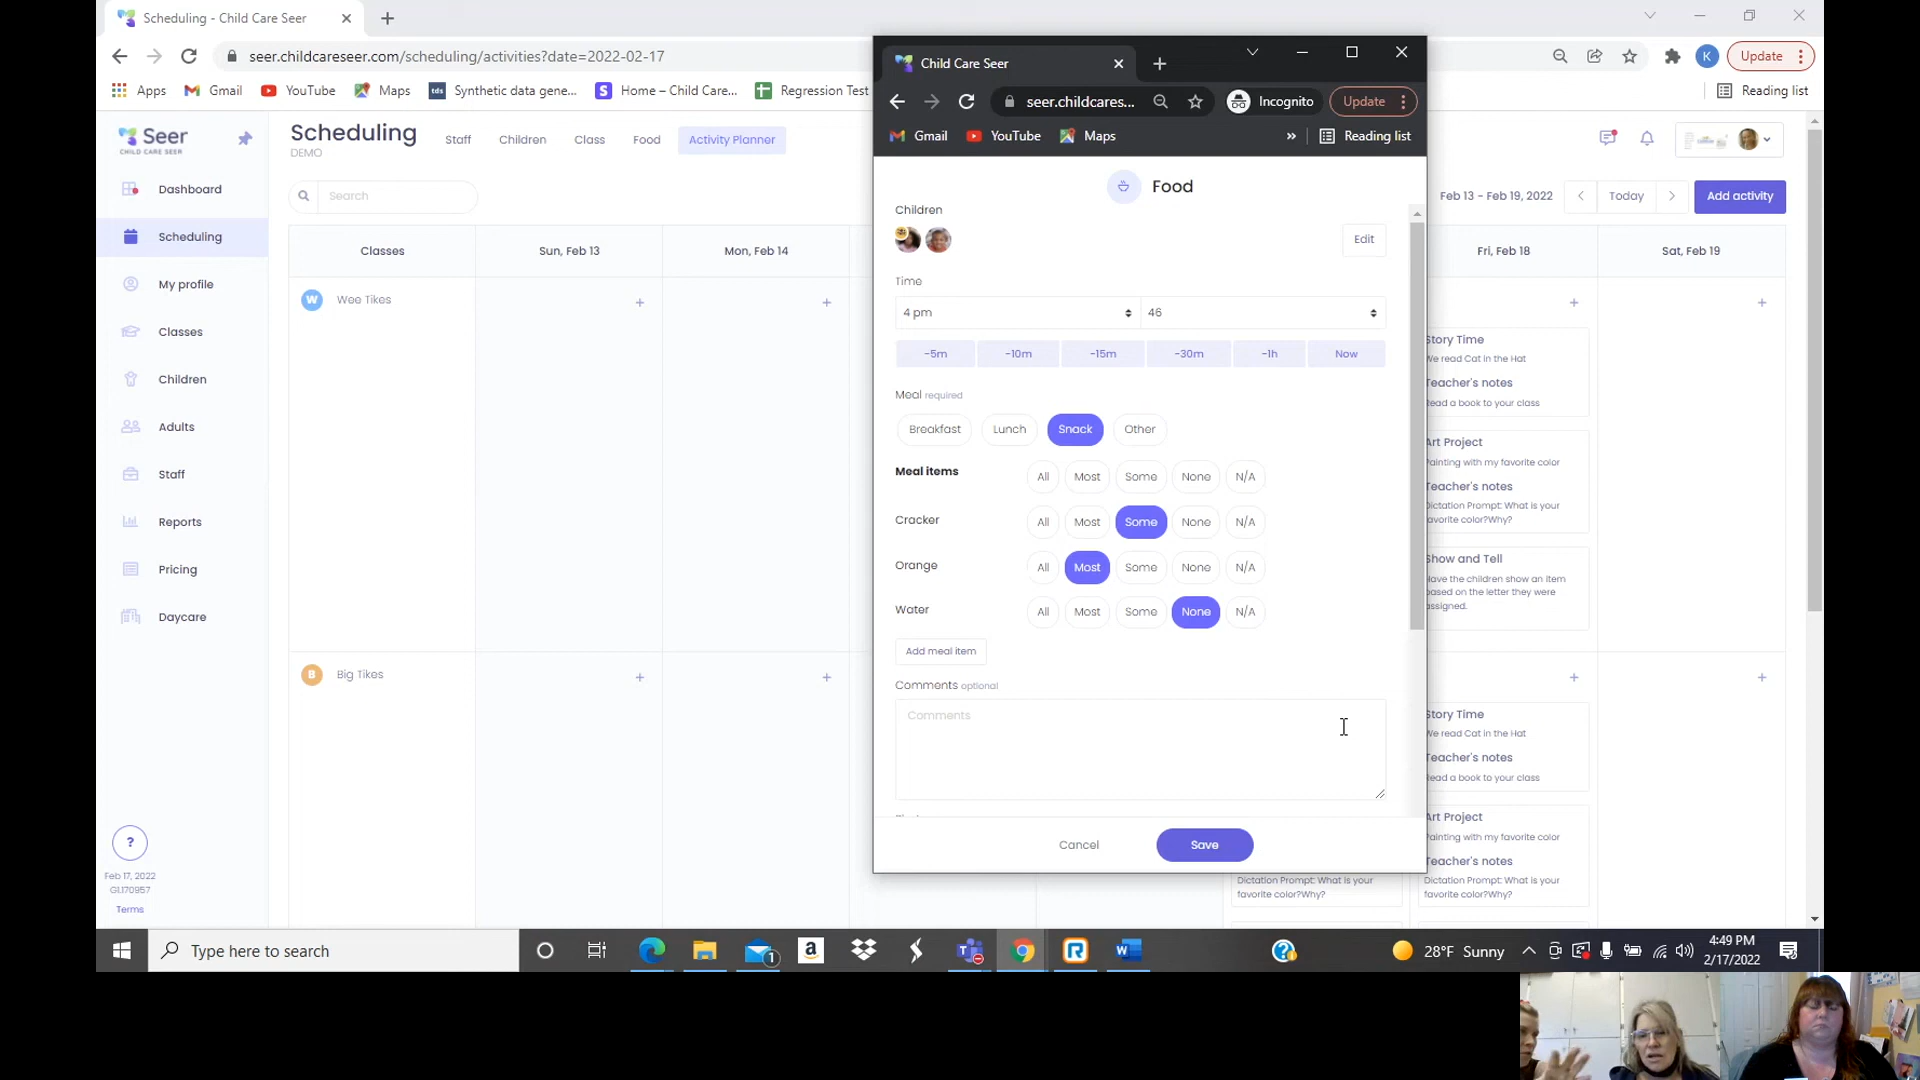 Scheduling - Child Care Seer
seer.childcareseer.com/scheduling/activities?date=2022-02-17
K
Update
Apps
Gmail
YouTube
Maps
tds
Synthetic data gene...
S
Home – Child Care...
Regression Test
Reading list
Child Care Seer
seer.childcares...
Incognito
Update
Gmail
YouTube
Maps
»
Reading list
Seer
CHILD CARE SEER
Dashboard
Scheduling
My profile
Classes
Children
Adults
Staff
Reports
Pricing
Daycare
?
Feb 17, 2022
G1.170957
Terms
Scheduling
DEMO
Staff
Children
Class
Food
Activity Planner
Search
Feb 13 - Feb 19, 2022
Today
Add activity
Classes
Sun, Feb 13
Mon, Feb 14
Fri, Feb 18
Sat, Feb 19
W
Wee Tikes
Story Time
We read Cat in the Hat
Teacher's notes
Read a book to your class
Art Project
Painting with my favorite color
Teacher's notes
Dictation Prompt: What is your
favorite color?Why?
Show and Tell
Have the children show an item
based on the letter they were
assigned.
B
Big Tikes
Story Time
We read Cat in the Hat
Teacher's notes
Read a book to your class
Art Project
Painting with my favorite color
Teacher's notes
Dictation Prompt: What is your
favorite color?Why?
Dictation Prompt: What is your
favorite color?Why?
Food
Children
Edit
Time
4 pm
46
-5m
-10m
-15m
-30m
-1h
Now
Meal required
Breakfast
Lunch
Snack
Other
Meal items
All
Most
Some
None
N/A
Cracker
All
Most
Some
None
N/A
Orange
All
Most
Some
None
N/A
Water
All
Most
Some
None
N/A
Add meal item
Comments optional
Comments
Cancel
Save
Type here to search
1
28°F Sunny
4:49 PM
2/17/2022